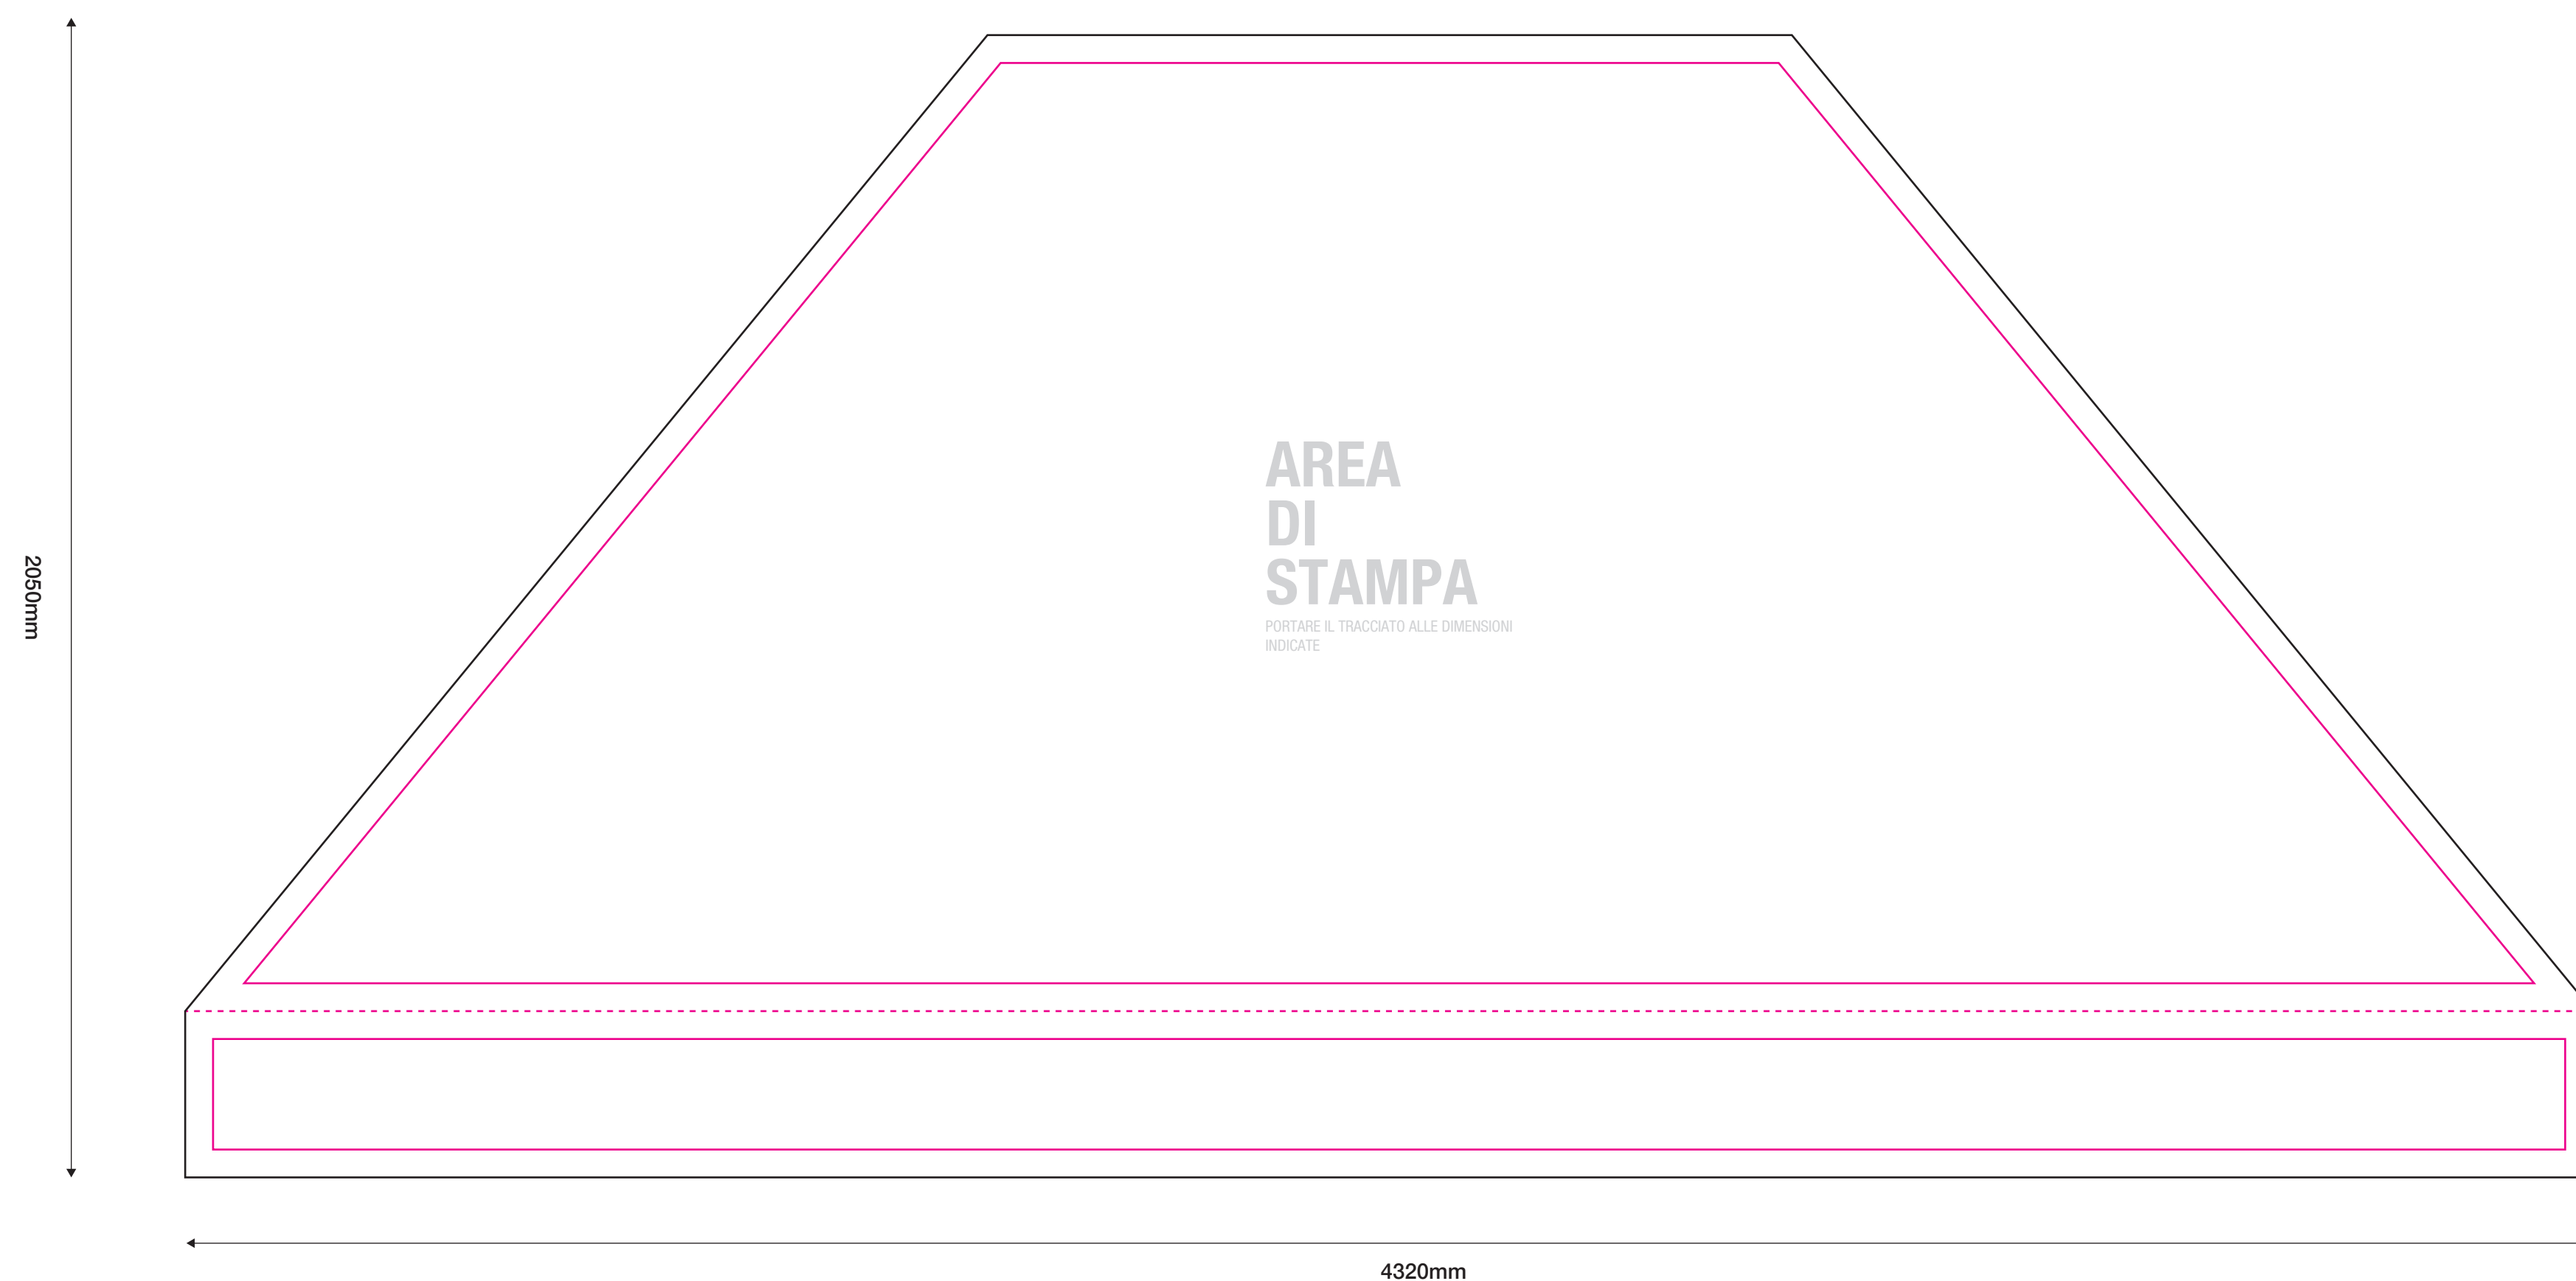 AREA
DI
STAMPA
PORTARE IL TRACCIATO ALLE DIMENSIONI
INDICATE
2050mm
4320mm